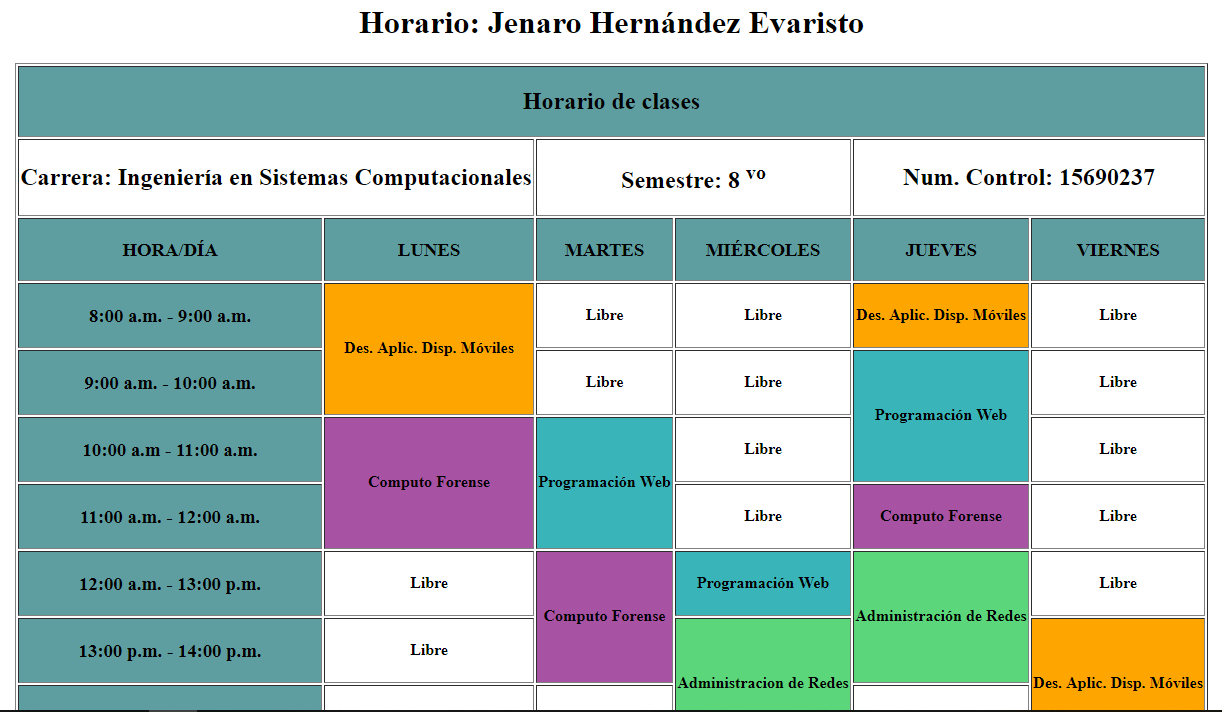 Horario: Jenaro Hernández Evaristo
Horario de clases
Carrera: Ingeniería en Sistemas Computacionales Semestre: 8 vo Num. Control: 15690237
HORA/DÍA LUNES MARTES MIÉRCOLES JUEVES VIERNES
8:00 a.m. - 9:00 a.m. Libre Libre Des. Aplic. Disp. Móviles Libre
Des. Aplic. Disp. Móviles
9:00 a.m. - 10:00 a.m. Libre Libre Libre
Programación Web
10:00 a.m - 11:00 a.m. Libre Libre
Computo Forense Programación Web
11:00 a.m. - 12:00 a.m. Libre Computo Forense Libre
12:00 a.m. - 13:00 p.m. Libre Programación Web Libre
Computo Forense Administración de Redes
13:00 p.m. - 14:00 p.m. Libre
Administracion de Redes Des. Aplic. Disp. Móviles